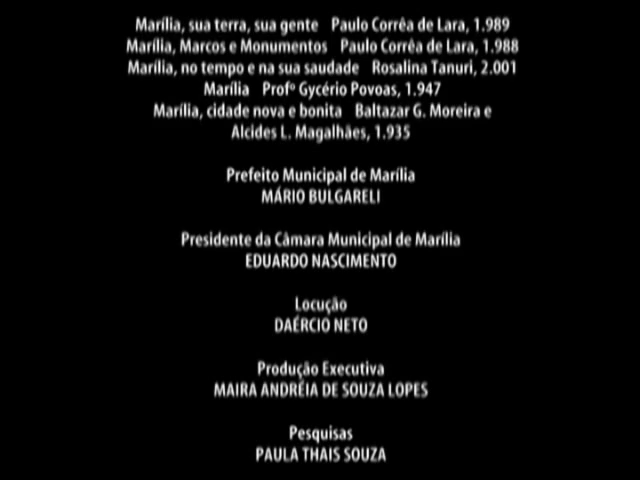 Marília, sua terra, sua gente Paulo Corrêa de Lara, 1.989
Marília, Marcos e Monumentos Paulo Corrêa de Lara, 1.988
Marília, no tempo e na sua saudade Rosalina Tanuri, 2.001
Marília Profº Gycério Povoas, 1.947
Marília, cidade nova e bonita Baltazar G. Moreira e
Alcides L. Magalhães, 1.935
Prefeito Municipal de Marília
MÁRIO BULGARELI
Presidente da Câmara Municipal de Marília
EDUARDO NASCIMENTO
Locução
DAÉRCIO NETO
Produção Executiva
MAIRA ANDRÉIA DE SOUZA LOPES
Pesquisas
PAULA THAIS SOUZA